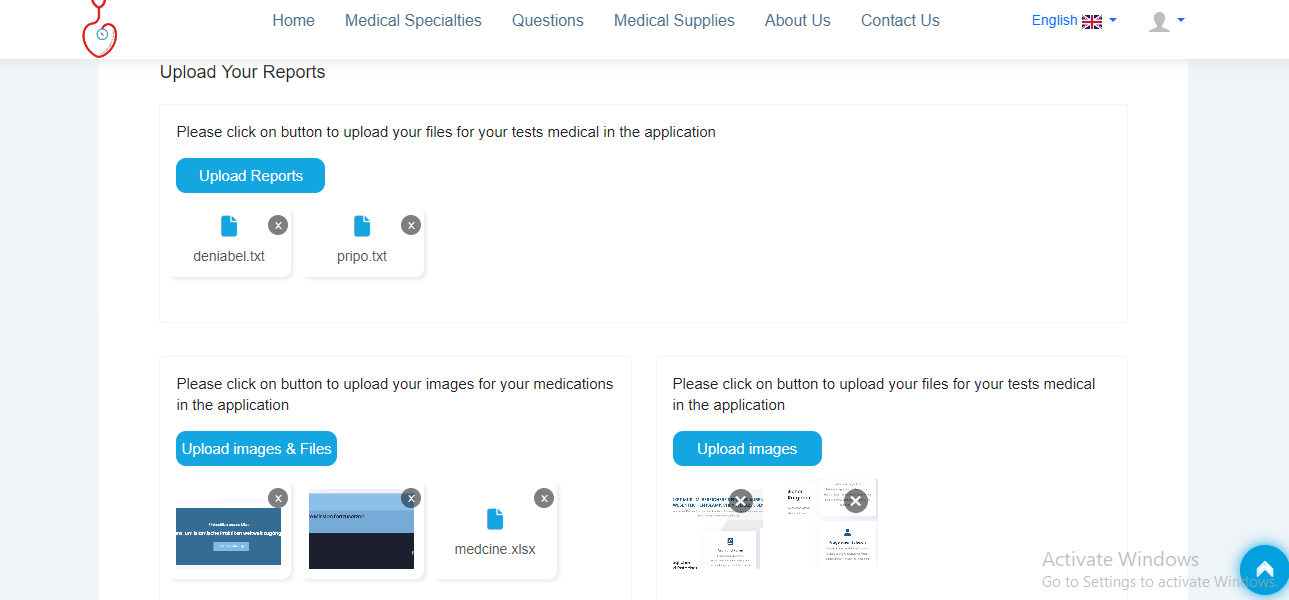 Home Medical Specialties Questions Medical Supplies About Us Contact Us English
Upload Your Reports
Please click on button to upload your files for your tests medical in the application
Upload Reports
x x
deniabel.txt pripo.txt
Please click on button to upload your images for your medications
in the application
Upload images & Files
x x x
e Mission fortzusetzen
medcine.xlsx
Please click on button to upload your files for your tests medical
in the application
Upload images
x x
Activate Windows
Go to Settings to activate Windows.